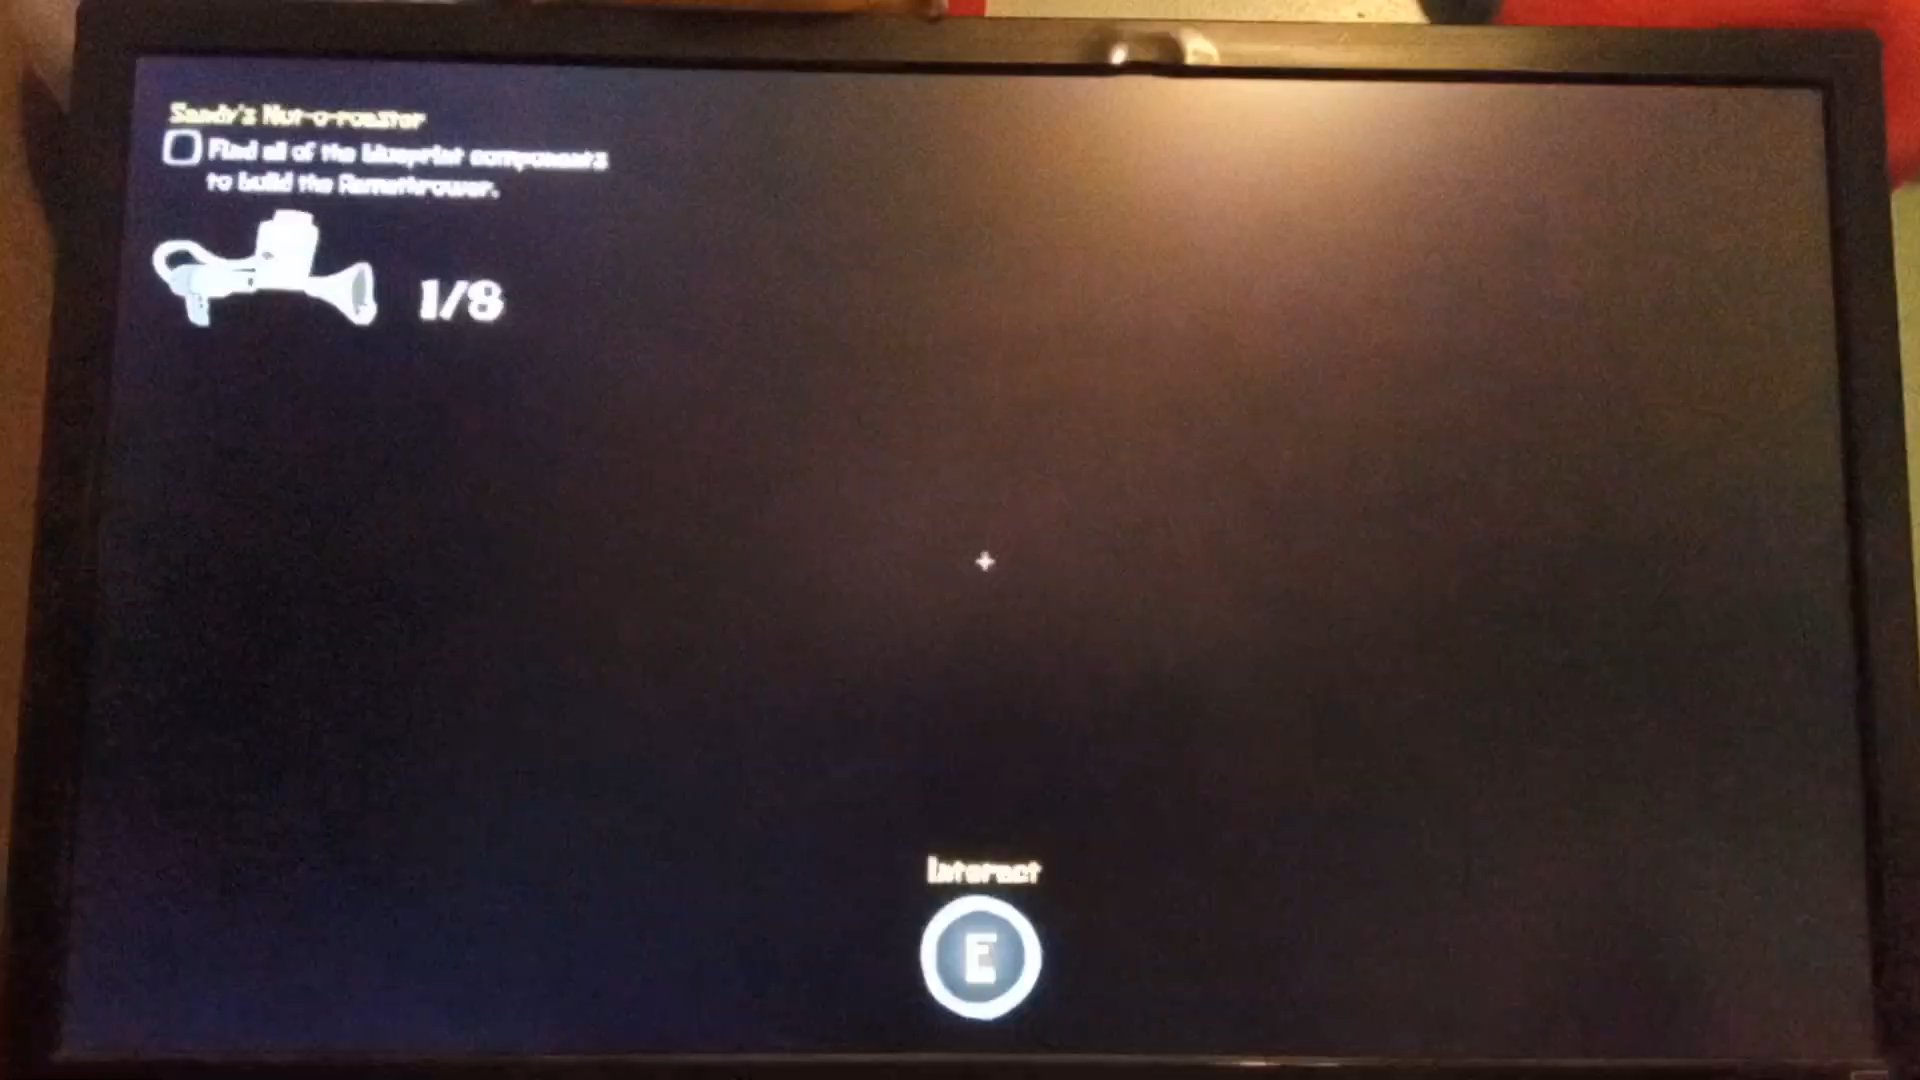 Sandy's Nut-o-roaster
Find all of the blueprint components
to build the flamethrower.
1/8
Interact
E